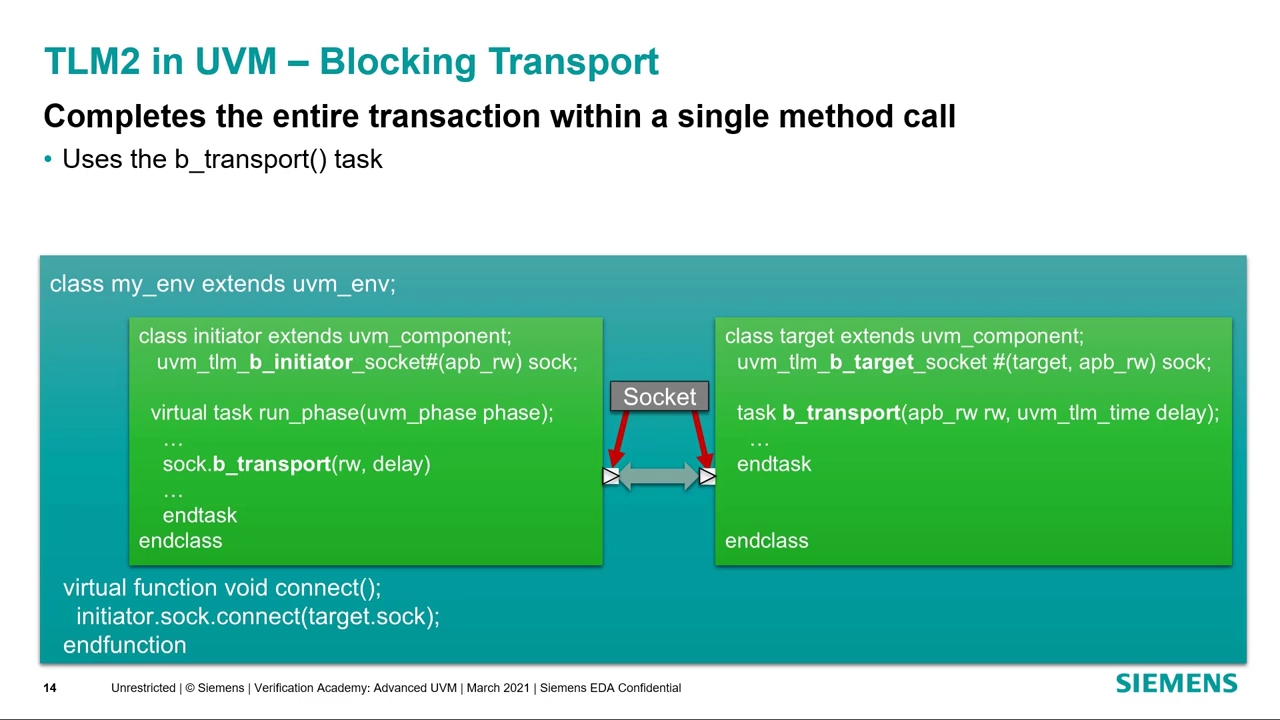 TLM2 in UVM – Blocking Transport
Completes the entire transaction within a single method call
• Uses the b_transport() task
class my_env extends uvm_env;
class initiator extends uvm_component;
uvm_tlm_b_initiator_socket#(apb_rw) sock;
virtual task run_phase(uvm_phase phase);
…
sock.b_transport(rw, delay)
…
endtask
endclass
Socket
class target extends uvm_component;
uvm_tlm_b_target_socket #(target, apb_rw) sock;
task b_transport(apb_rw rw, uvm_tlm_time delay);
…
endtask
endclass
virtual function void connect();
initiator.sock.connect(target.sock);
endfunction
14 Unrestricted | © Siemens | Verification Academy: Advanced UVM | March 2021 | Siemens EDA Confidential
SIEMENS